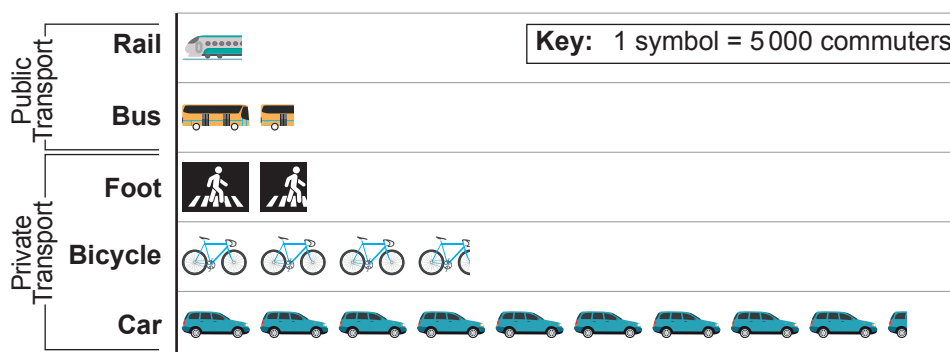 Public
Transport
Rail
Bus
Key: 1 symbol = 5 000 commuters
Private
Transport
Foot
Bicycle
Car